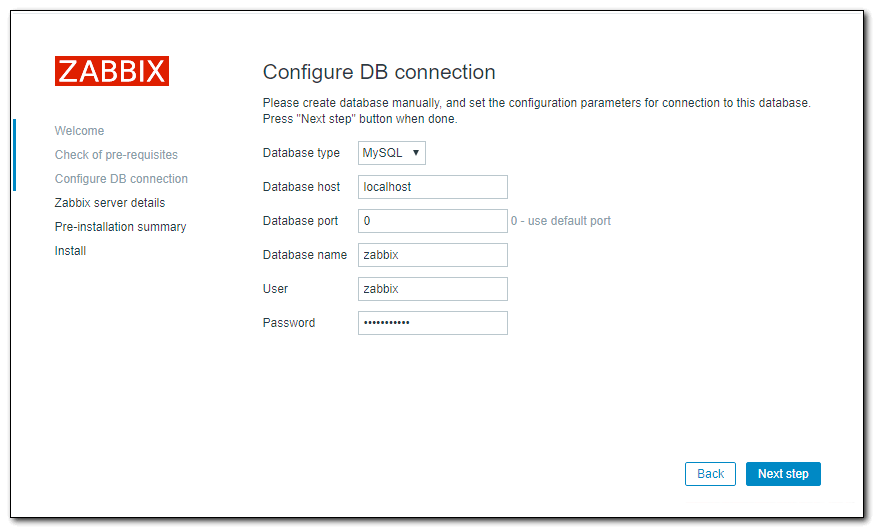 ZABBIX
Welcome
Check of pre-requisites
Configure DB connection
Zabbix server details
Pre-installation summary
Install
Configure DB connection
Please create database manually, and set the configuration parameters for connection to this database.
Press "Next step" button when done.
Database type MySQL ▼
Database host localhost
Database port 0 0 - use default port
Database name zabbix
User zabbix
Password •••••••••••
Back Next step